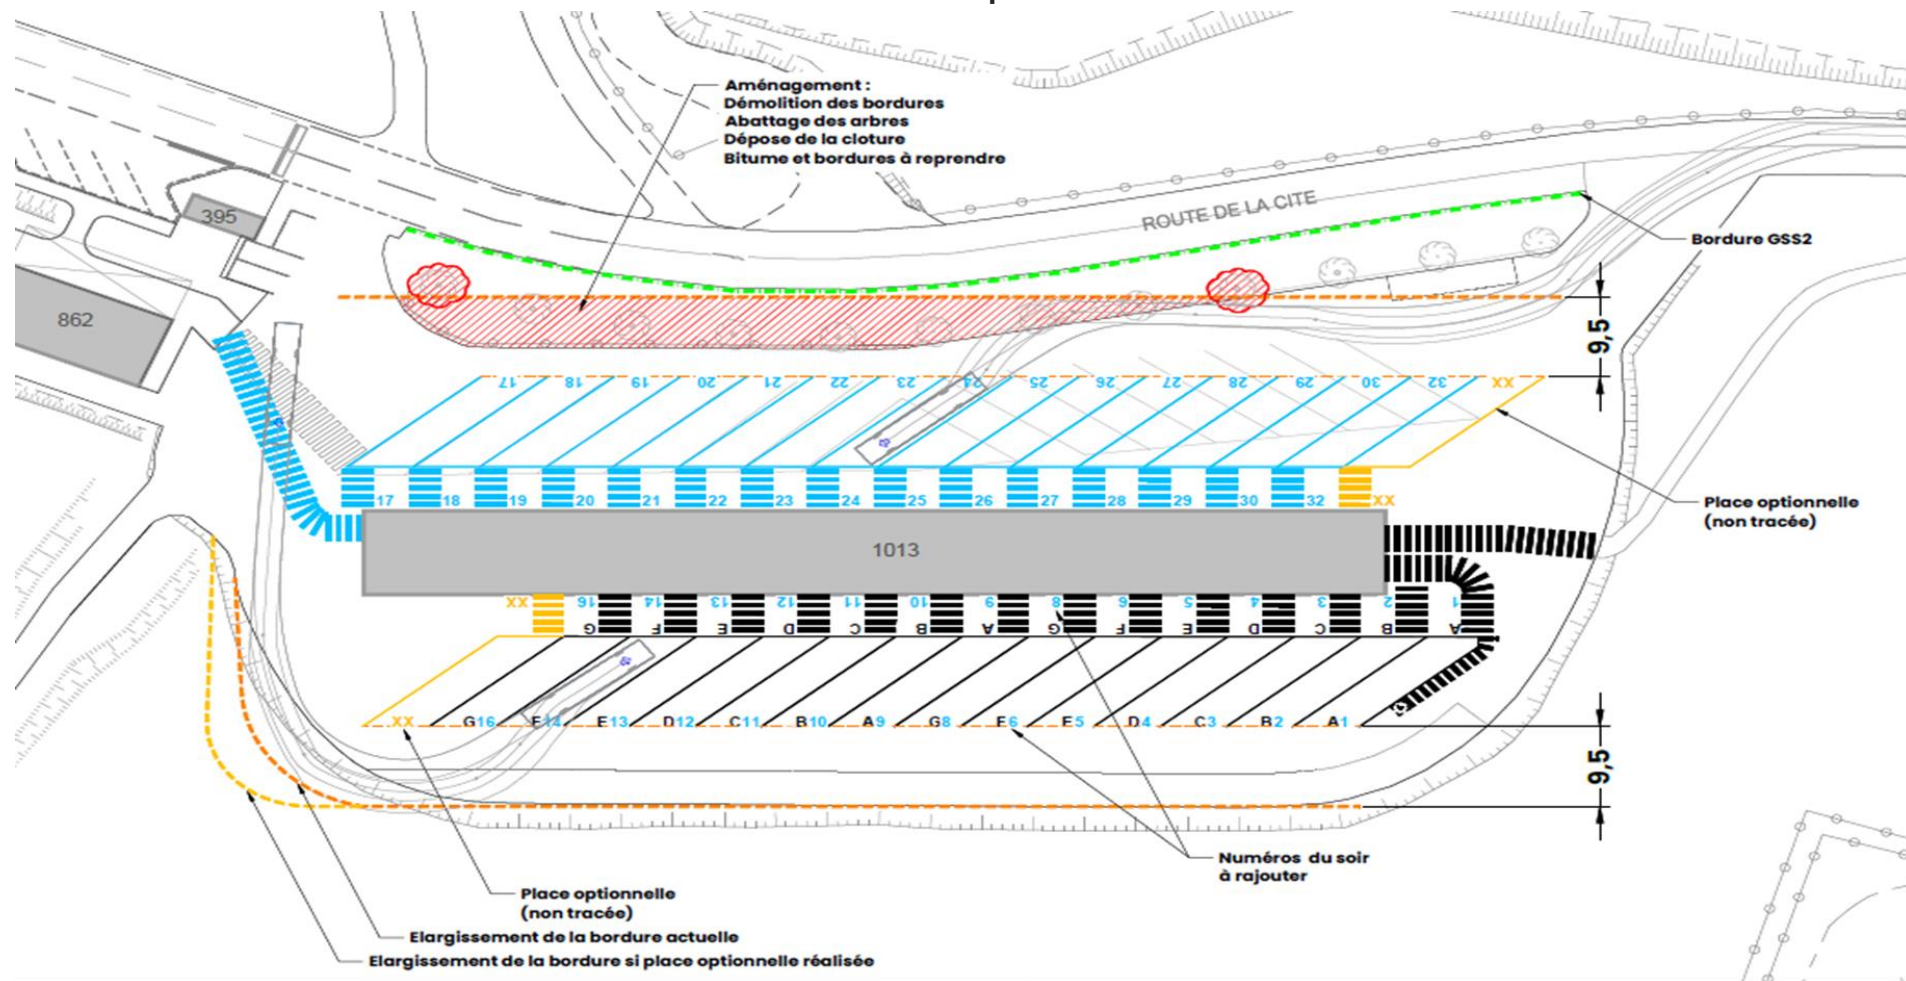 Aménagement :
Démolition des bordures
Abattage des arbres
Dépose de la cloture
Bitume et bordures à reprendre
395
ROUTE DE LA CITE
Bordure GSS2
862
9,5
17 18 19 20 21 22 23 24 25 26 27 28 29 30 32 XX
17 18 19 20 21 22 23 24 25 26 27 28 29 30 32 XX
Place optionnelle
(non tracée)
1013
XX 16 14 13 12 11 10 9 8 6 5 4 3 2 1
G F E D C B A G F E D C B A
XX G16 F14 E13 D12 C11 B10 A9 G8 F6 E5 D4 C3 B2 A1
9,5
Numéros du soir
à rajouter
Place optionnelle
(non tracée)
Elargissement de la bordure actuelle
Elargissement de la bordure si place optionnelle réalisée